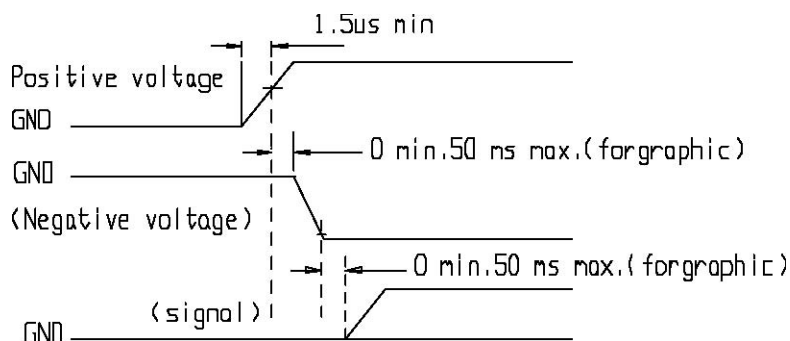 1.5us min
Positive voltage
GND
0 min.50 ms max.(forgraphic)
GND
(Negative voltage)
0 min.50 ms max.(forgraphic)
(signal)
GND